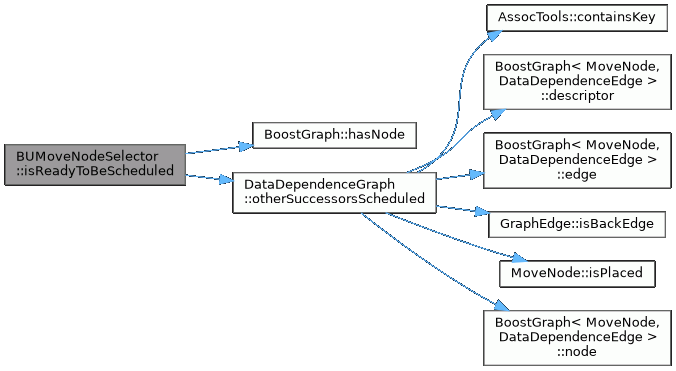 BUMoveNodeSelector
::isReadyToBeScheduled
BoostGraph::hasNode
DataDependenceGraph
::otherSuccessorsScheduled
AssocTools::containsKey
BoostGraph< MoveNode,
DataDependenceEdge >
::descriptor
BoostGraph< MoveNode,
DataDependenceEdge >
::edge
GraphEdge::isBackEdge
MoveNode::isPlaced
BoostGraph< MoveNode,
DataDependenceEdge >
::node